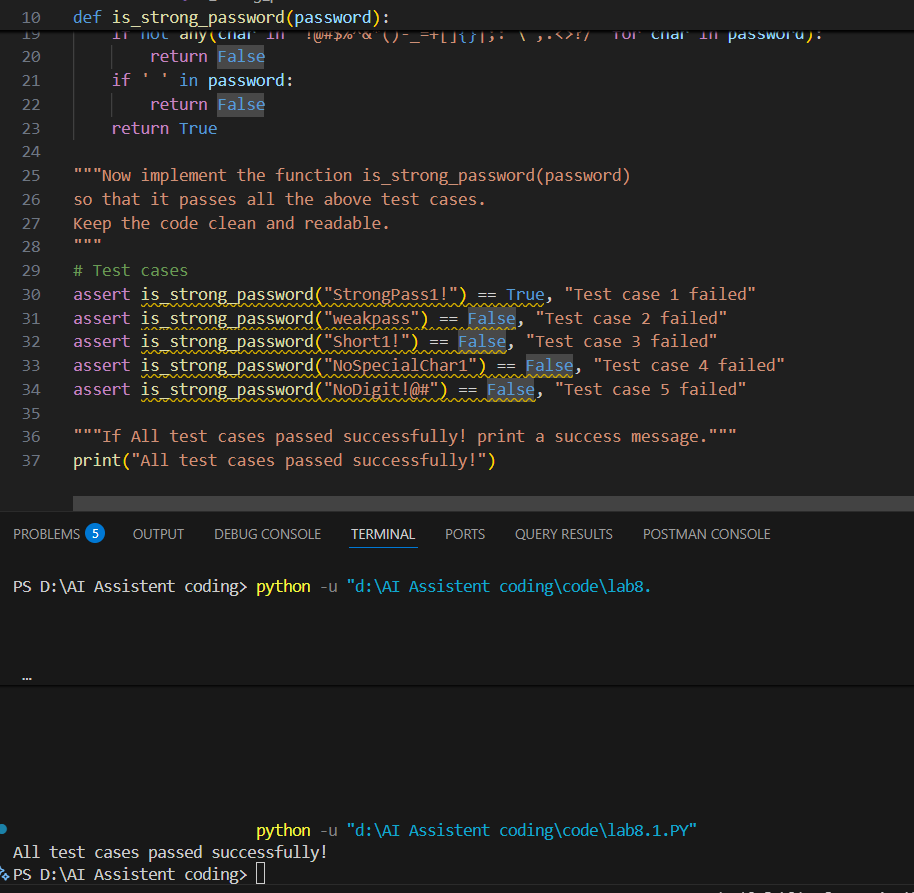 10 def is_strong_password(password):
19 if not any(char in for char in password):
20 return False
21 if ' ' in password:
22 return False
23 return True
24
25 """Now implement the function is_strong_password(password)
26 so that it passes all the above test cases.
27 Keep the code clean and readable.
28 """
29 # Test cases
30 assert is_strong_password("StrongPass1!") == True, "Test case 1 failed"
31 assert is_strong_password("weakpass") == False, "Test case 2 failed"
32 assert is_strong_password("Short1!") == False, "Test case 3 failed"
33 assert is_strong_password("NoSpecialChar1") == False, "Test case 4 failed"
34 assert is_strong_password("NoDigit!@#") == False, "Test case 5 failed"
35
36 """If All test cases passed successfully! print a success message."""
37 print("All test cases passed successfully!")
PROBLEMS 5 OUTPUT DEBUG CONSOLE TERMINAL PORTS QUERY RESULTS POSTMAN CONSOLE
PS D:\AI Assistent coding> python -u "d:\AI Assistent coding\code\lab8.
…
python -u "d:\AI Assistent coding\code\lab8.1.PY"
All test cases passed successfully!
PS D:\AI Assistent coding>